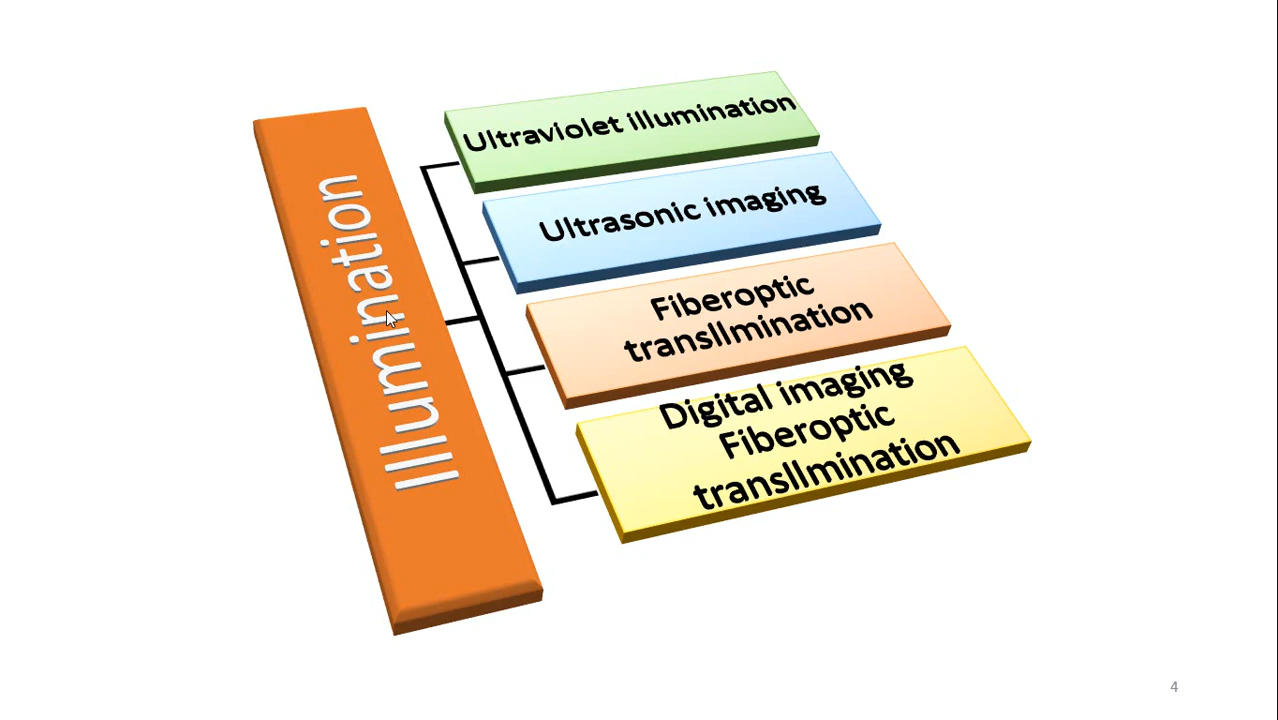 Illumination
Ultraviolet illumination
Ultrasonic imaging
Fiberoptic
transllmination
Digital imaging
Fiberoptic
transllmination
4